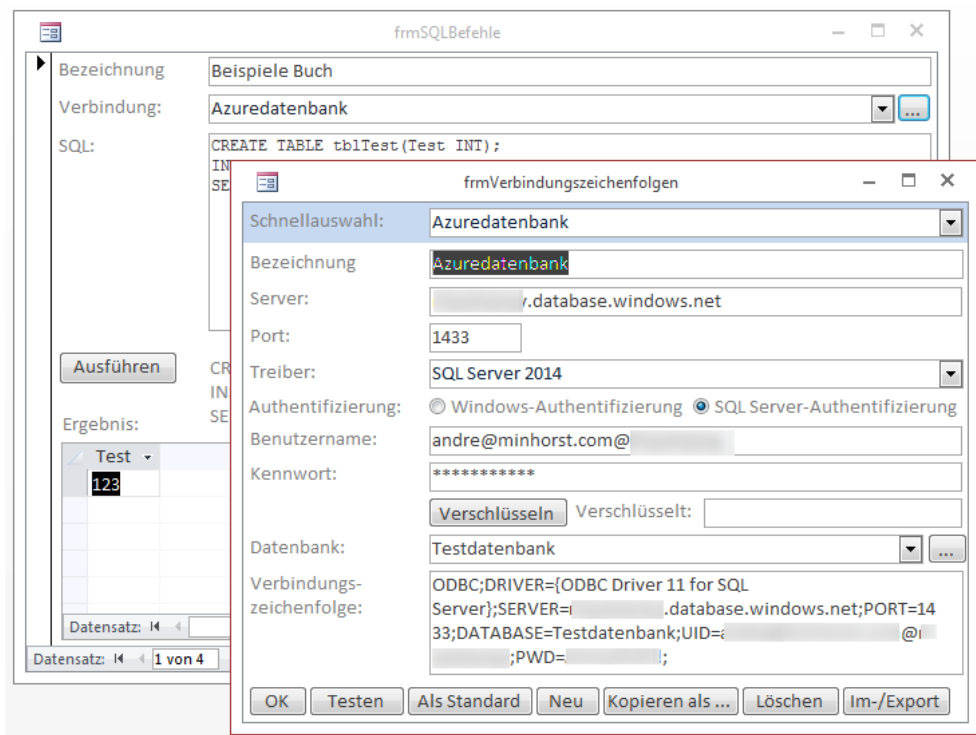 frmSQLBefehle
Bezeichnung Beispiele Buch
Verbindung: Azuredatenbank ...
SQL: CREATE TABLE tblTest(Test INT);
IN
SE
frmVerbindungszeichenfolgen
Schnellauswahl: Azuredatenbank
Bezeichnung Azuredatenbank
Server: .database.windows.net
Port: 1433
Treiber: SQL Server 2014
Authentifizierung: Windows-Authentifizierung SQL Server-Authentifizierung
Benutzername: andre@minhorst.com@
Kennwort: ***********
Verschlüsseln Verschlüsselt:
Datenbank: Testdatenbank ...
Verbindungs-
zeichenfolge:
ODBC;DRIVER={ODBC Driver 11 for SQL
Server};SERVER= .database.windows.net;PORT=14
33;DATABASE=Testdatenbank;UID= @
;PWD= ;
OK Testen Als Standard Neu Kopieren als ... Löschen Im-/Export
Ausführen CR
IN
SE
Ergebnis:
Test
123
Datensatz:
Datensatz: 1 von 4